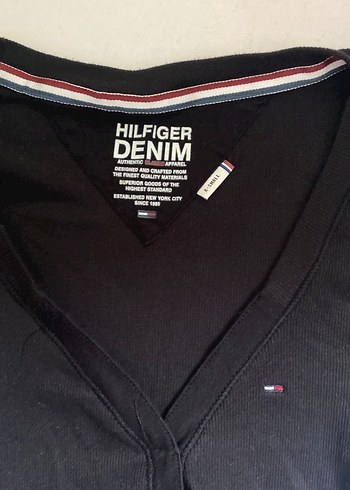 HILFIGER
DENIM
AUTHENTIC CLASSIC APPAREL
DESIGNED AND CRAFTED FROM
THE FINEST QUALITY MATERIALS
SUPERIOR GOODS OF THE
HIGHEST STANDARD
ESTABLISHED NEW YORK CITY
SINCE 1985
X-SMALL